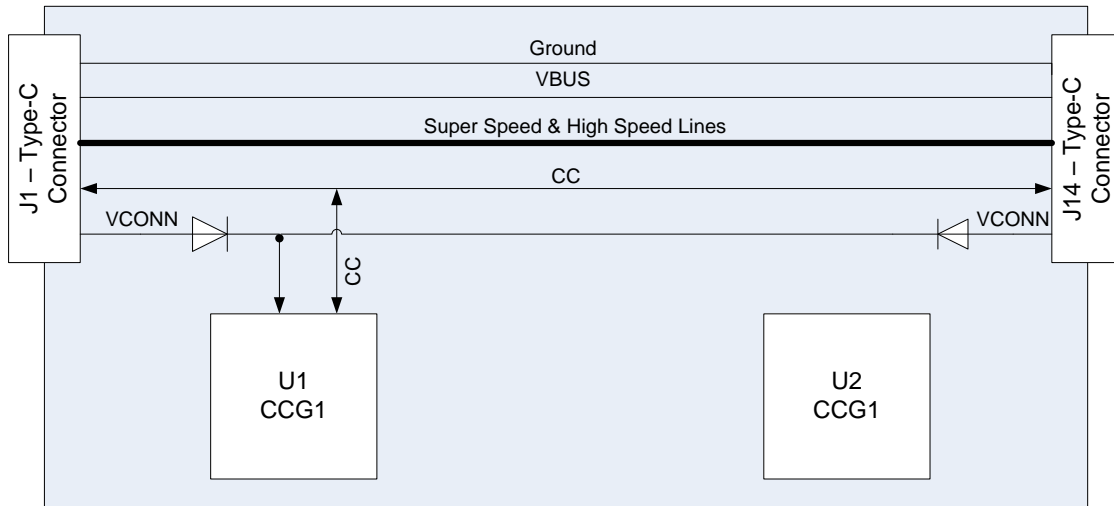 Ground
VBUS
Super Speed & High Speed Lines
CC
VCONN
VCONN
CC
J1 – Type-C
Connector
J14 – Type-C
Connector
U1
CCG1
U2
CCG1